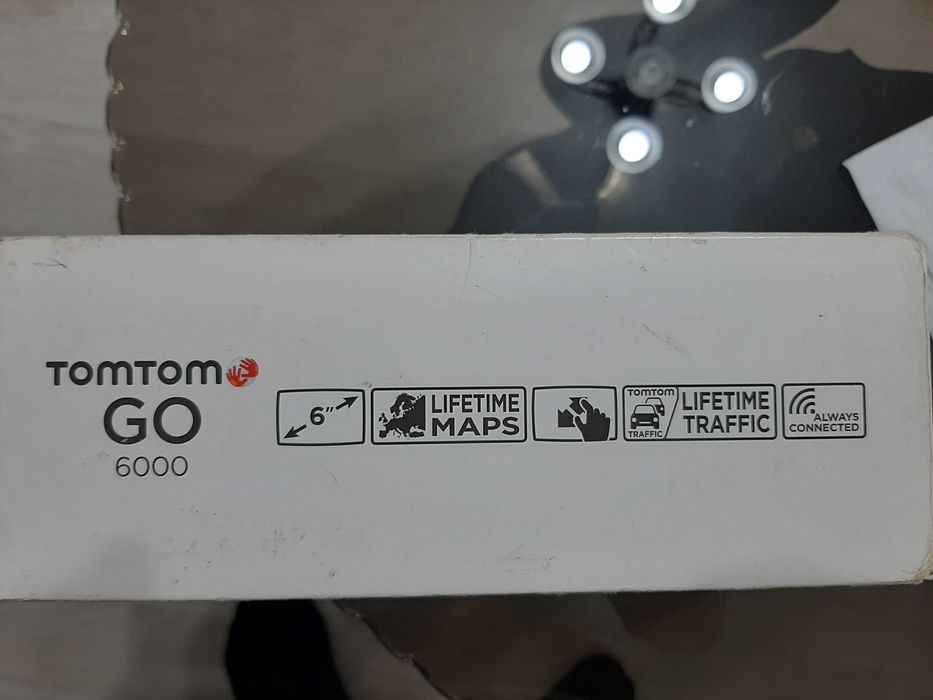 TOMTOM
GO
6000
6"
LIFETIME
MAPS
TOMTOM
TRAFFIC
LIFETIME
TRAFFIC
ALWAYS
CONNECTED